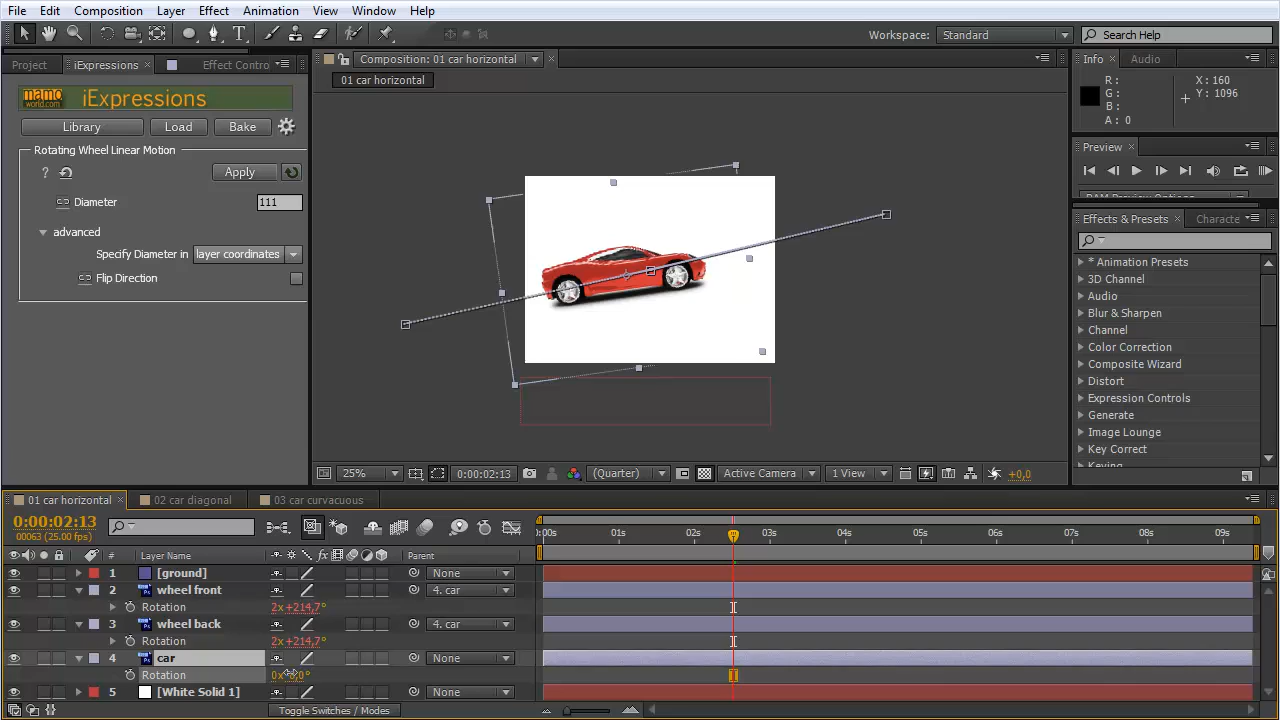 File Edit Composition Layer Effect Animation View Window Help
Workspace: Standard Search Help
Project iExpressions Effect Contro
Composition: 01 car horizontal
Info Audio
01 car horizontal
mamo world.com iExpressions
R: X: 160
G: Y: 1096
B:
A: 0
Library Load Bake
Rotating Wheel Linear Motion
Preview
? Apply
Diameter 111
Effects & Presets Characte
advanced
Specify Diameter in layer coordinates
Flip Direction
* Animation Presets
3D Channel
Audio
Blur & Sharpen
Channel
Color Correction
Composite Wizard
Distort
Expression Controls
Generate
Image Lounge
Key Correct
Keying
25% 0:00:02:13 (Quarter) Active Camera 1 View +0,0
01 car horizontal 02 car diagonal 03 car curvacuous
0:00:02:13
00063 (25.00 fps)
:00s 01s 02s 03s 04s 05s 06s 07s 08s 09s
# Layer Name Parent
1 [ground] None
2 wheel front 4. car
Rotation 2x+214,7°
3 wheel back 4. car
Rotation 2x+214,7°
4 car None
Rotation
5 [White Solid 1] None
Toggle Switches / Modes